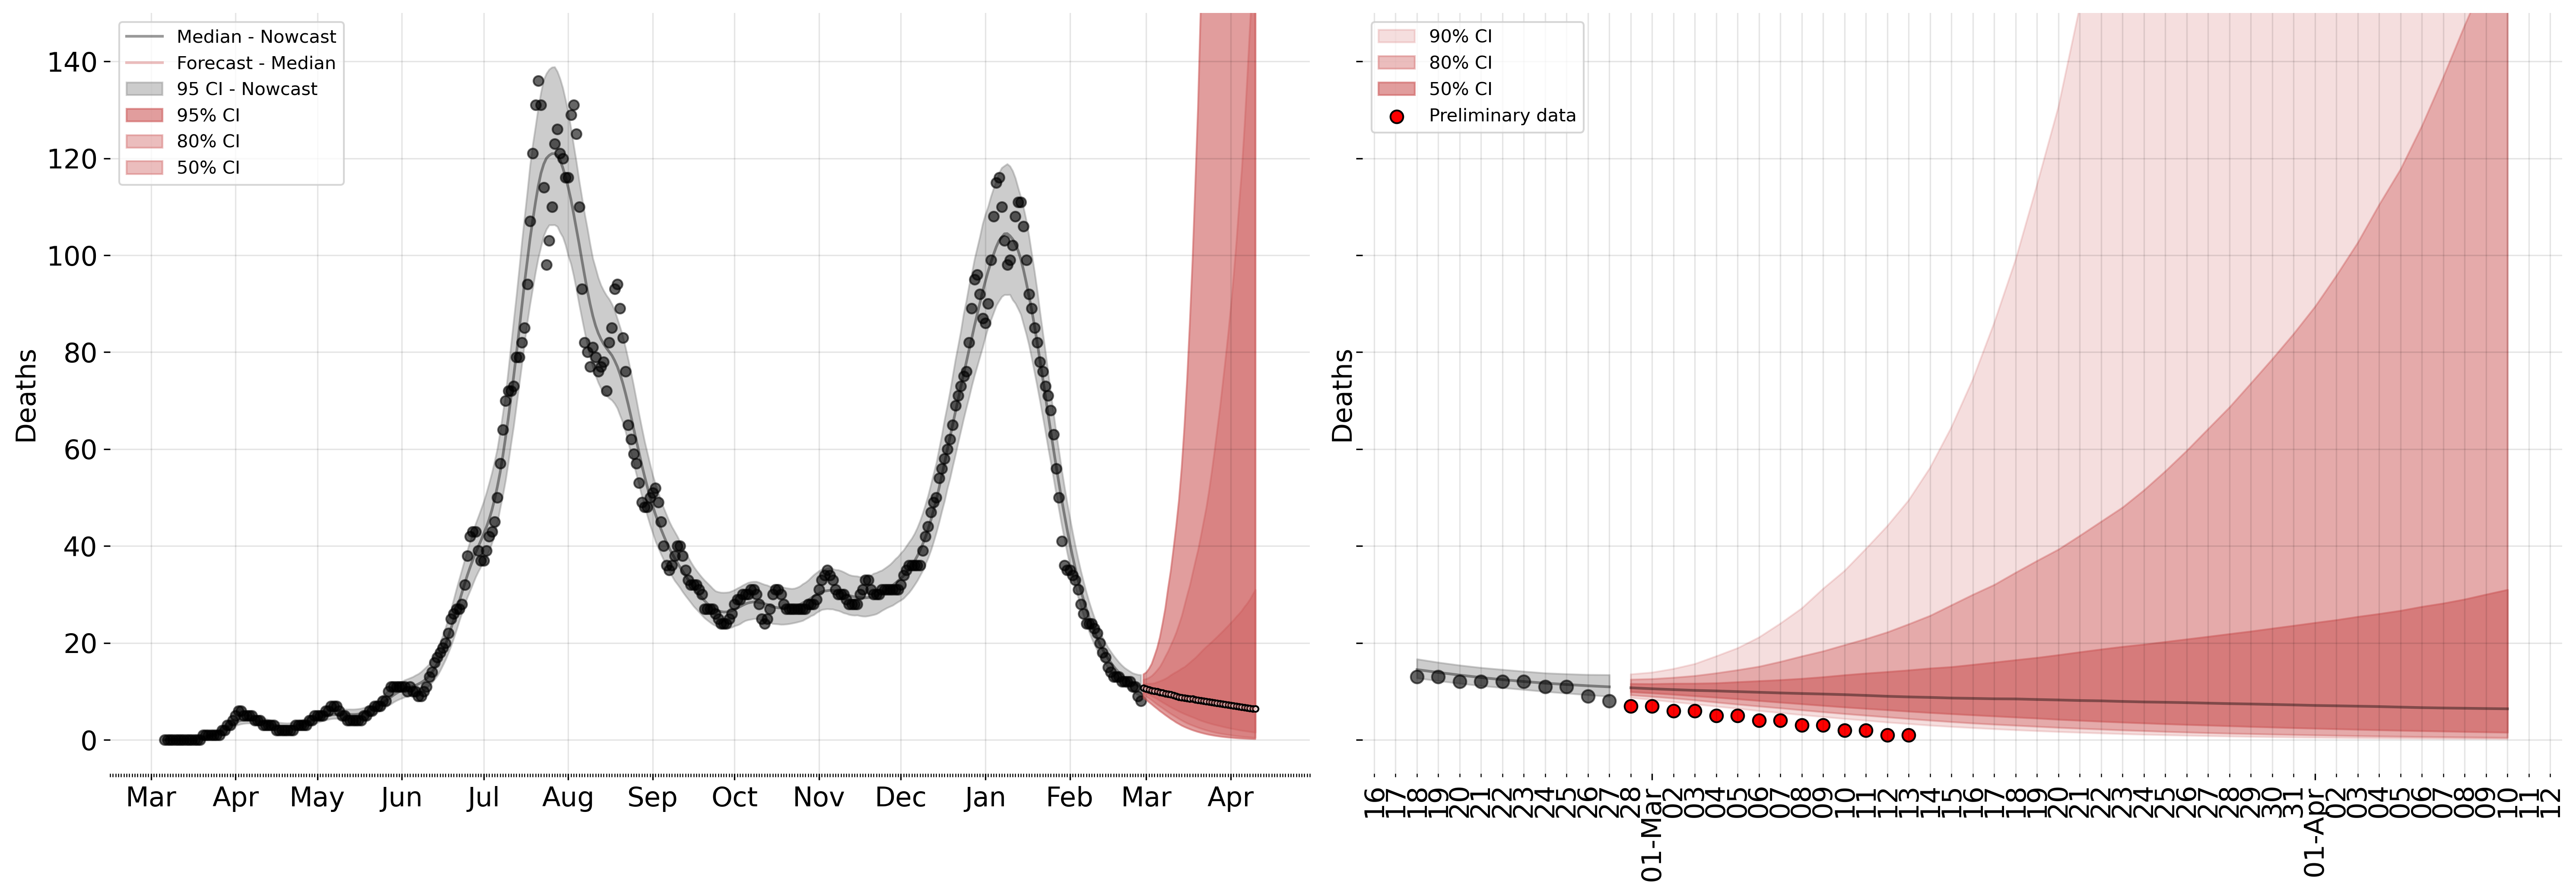 Median - Nowcast
Forecast - Median
95 CI - Nowcast
95% CI
80% CI
50% CI
140
120
100
80
60
40
20
0
Deaths
Mar Apr May Jun Jul Aug Sep Oct Nov Dec Jan Feb Mar Apr
90% CI
80% CI
50% CI
Preliminary data
Deaths
16 17 18 19 20 21 22 23 24 25 26 27 28 01-Mar 02 03 04 05 06 07 08 09 10 11 12 13 14 15 16 17 18 19 20 21 22 23 24 25 26 27 28 29 30 31 01-Apr 02 03 04 05 06 07 08 09 10 11 12